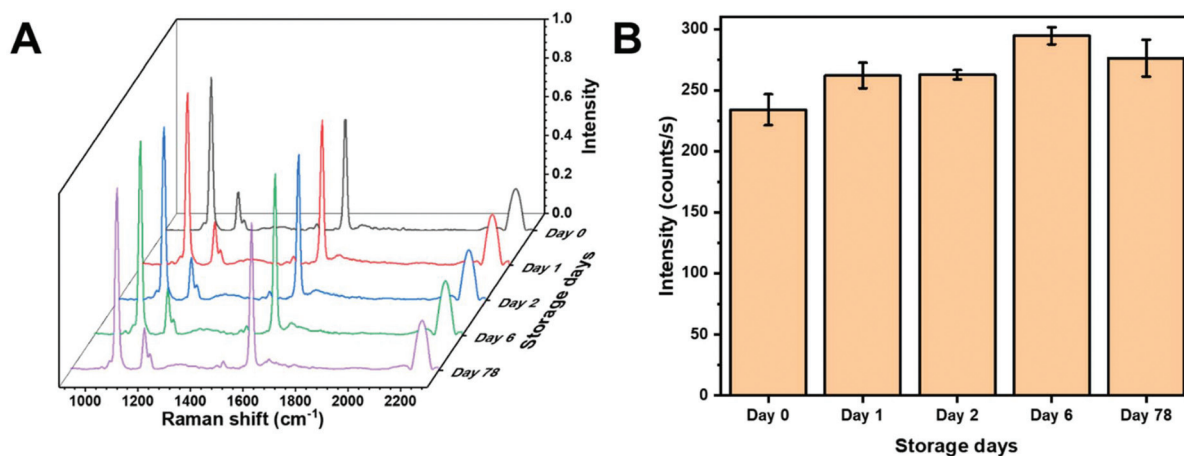 A
1.0
0.8
0.6
0.4
0.2
0.0
Intensity
Day 0
Day 1
Day 2
Day 6
Day 78
Storage days
1000 1200 1400 1600 1800 2000 2200
Raman shift (cm⁻¹)
B
300
250
200
150
100
50
0
Intensity (counts/s)
Day 0 Day 1 Day 2 Day 6 Day 78
Storage days